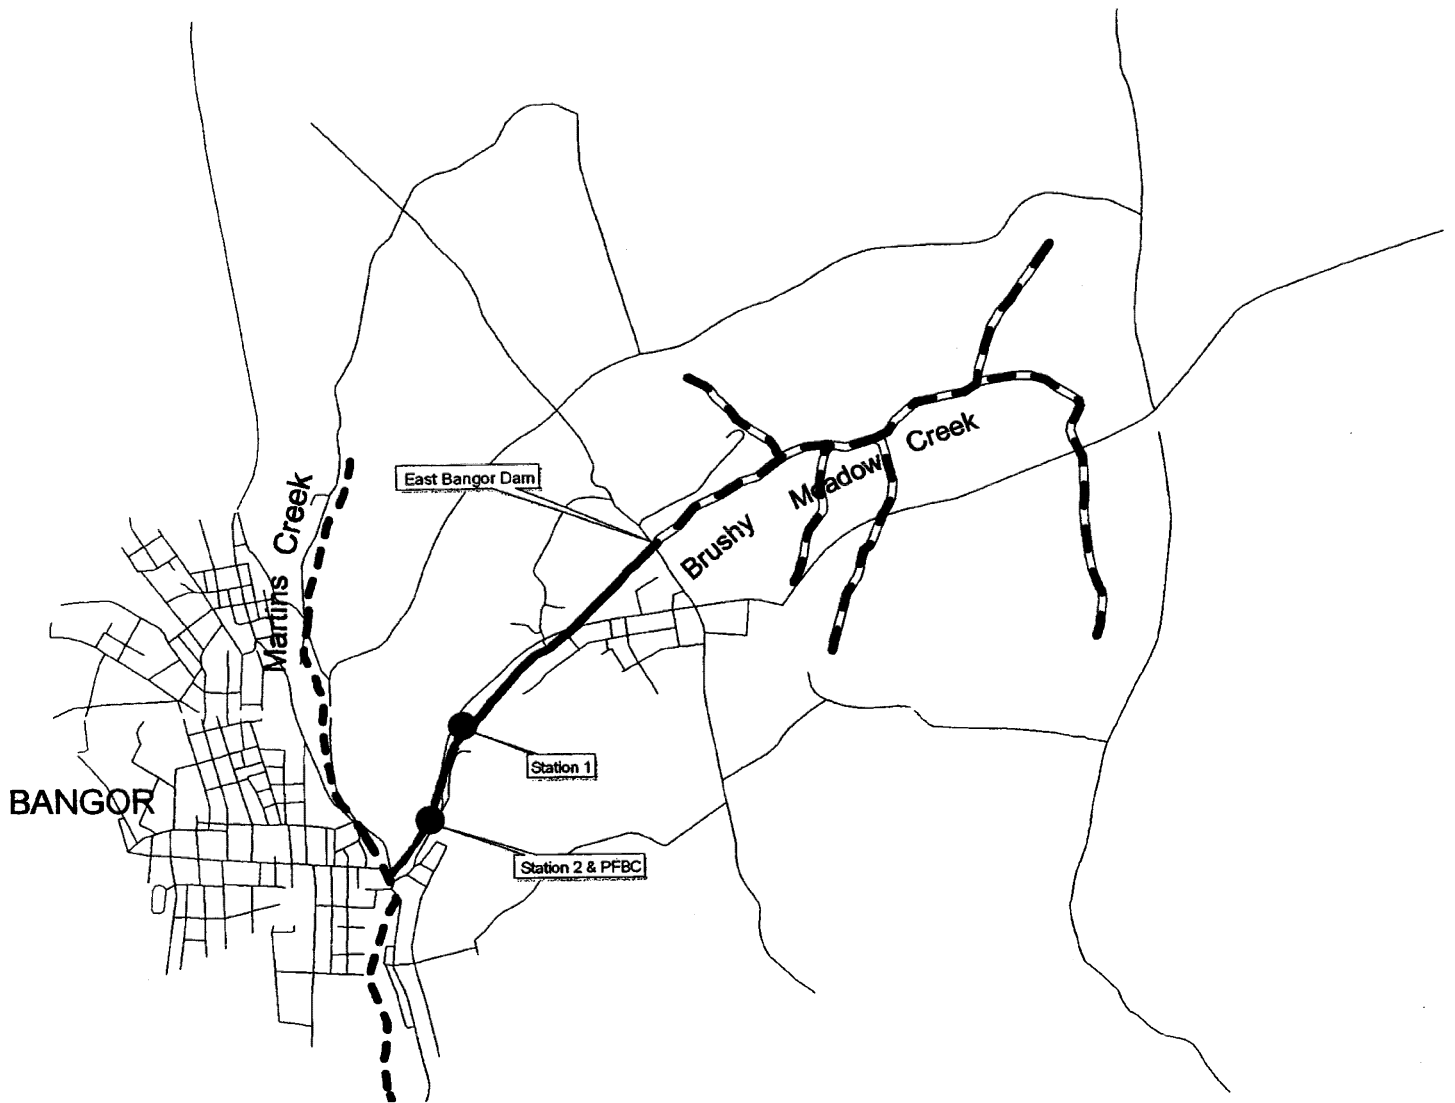 Creek
East Bangor Dam
Brushy
Meadow
Creek
Martins
Station 1
BANGOR
Station 2 & PFBC